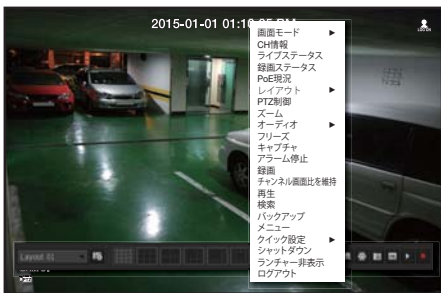 2015-01-01 01:1
LOG IN
画面モード
CH情報
ライブステータス
録画ステータス
PoE現況
レイアウト
PTZ制御
ズーム
オーディオ
フリーズ
キャプチャ
アラーム停止
録画
チャンネル画面比を維持
再生
検索
バックアップ
メニュー
クイック設定
シャットダウン
ランチャー非表示
ログアウト
Layout 01